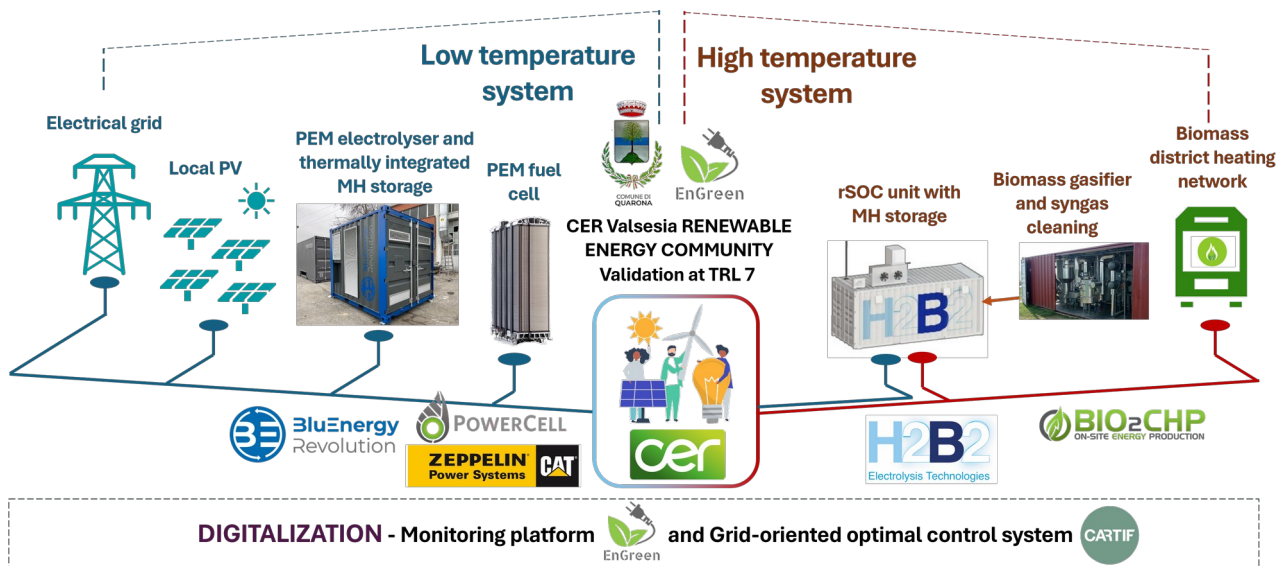 Low temperature
system
High temperature
system
Electrical grid
Local PV
PEM electrolyser and
thermally integrated
MH storage
PEM fuel
cell
COMUNE DI
QUARONA
EnGreen
CER Valsesia RENEWABLE
ENERGY COMMUNITY
Validation at TRL 7
rSOC unit with
MH storage
Biomass gasifier
and syngas
cleaning
Biomass
district heating
network
H2B2
BE
BluEnergy
Revolution
POWERCELL
ZEPPELIN
Power Systems
CAT
cer
H2B2
Electrolysis Technologies
BIO2CHP
ON-SITE ENERGY PRODUCTION
DIGITALIZATION - Monitoring platform EnGreen and Grid-oriented optimal control system CARTIF